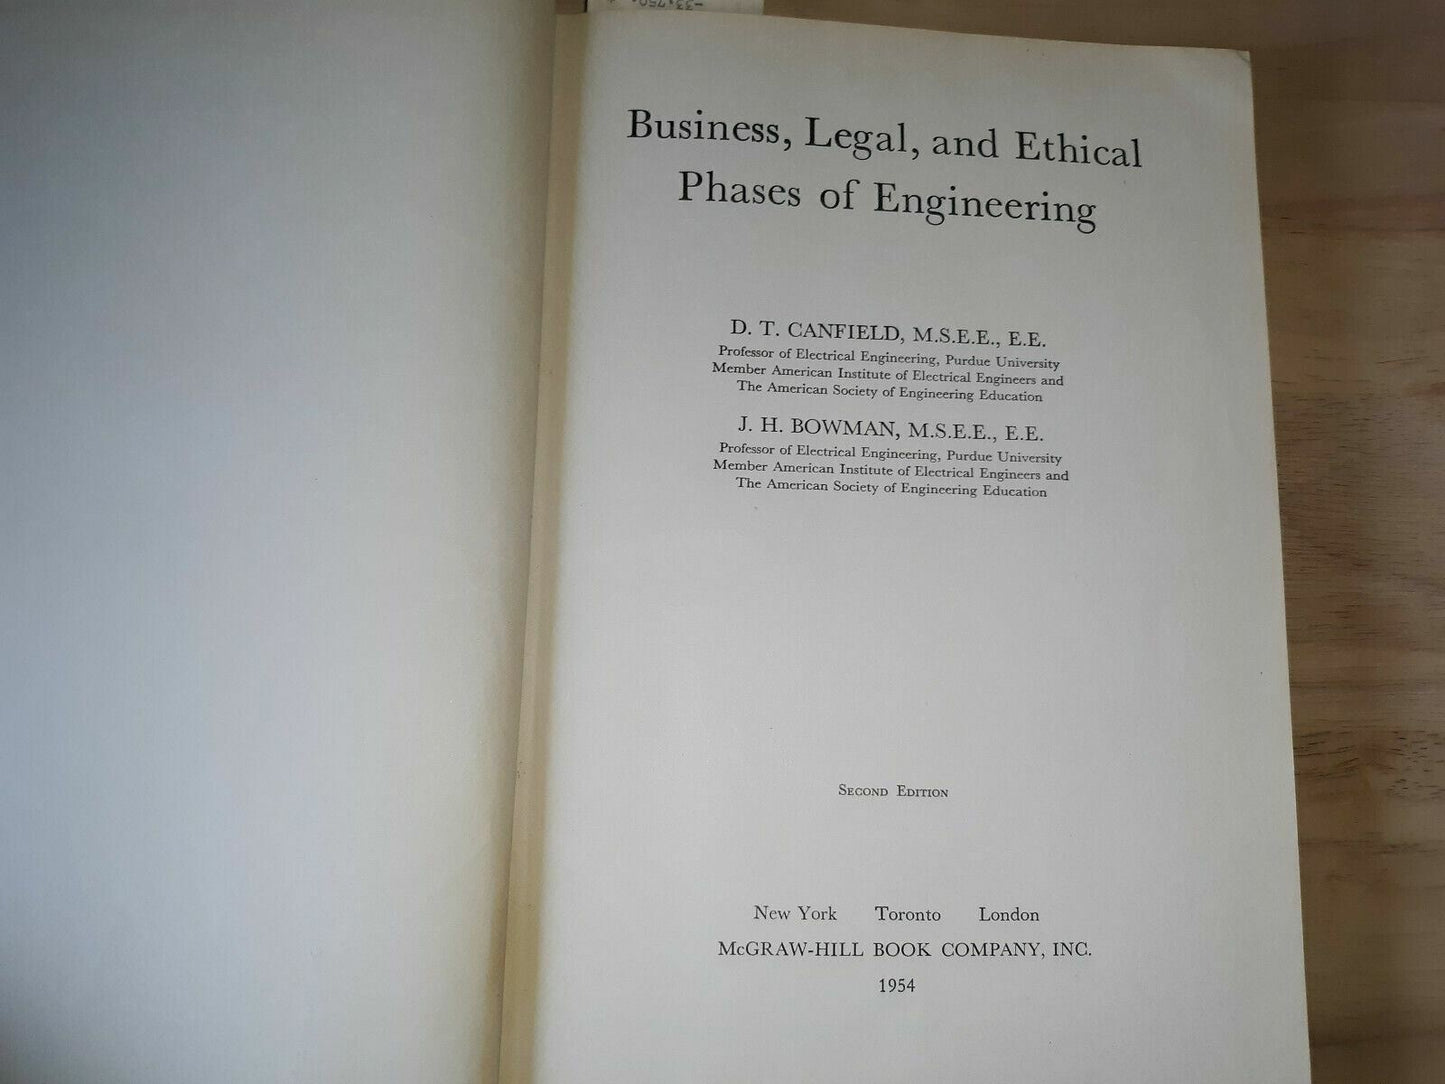 Business, Legal, and Ethical
Phases of Engineering
D. T. CANFIELD, M.S.E.E., E.E.
Professor of Electrical Engineering, Purdue University
Member American Institute of Electrical Engineers and
The American Society of Engineering Education
J. H. BOWMAN, M.S.E.E., E.E.
Professor of Electrical Engineering, Purdue University
Member American Institute of Electrical Engineers and
The American Society of Engineering Education
SECOND EDITION
New York Toronto London
McGRAW-HILL BOOK COMPANY, INC.
1954